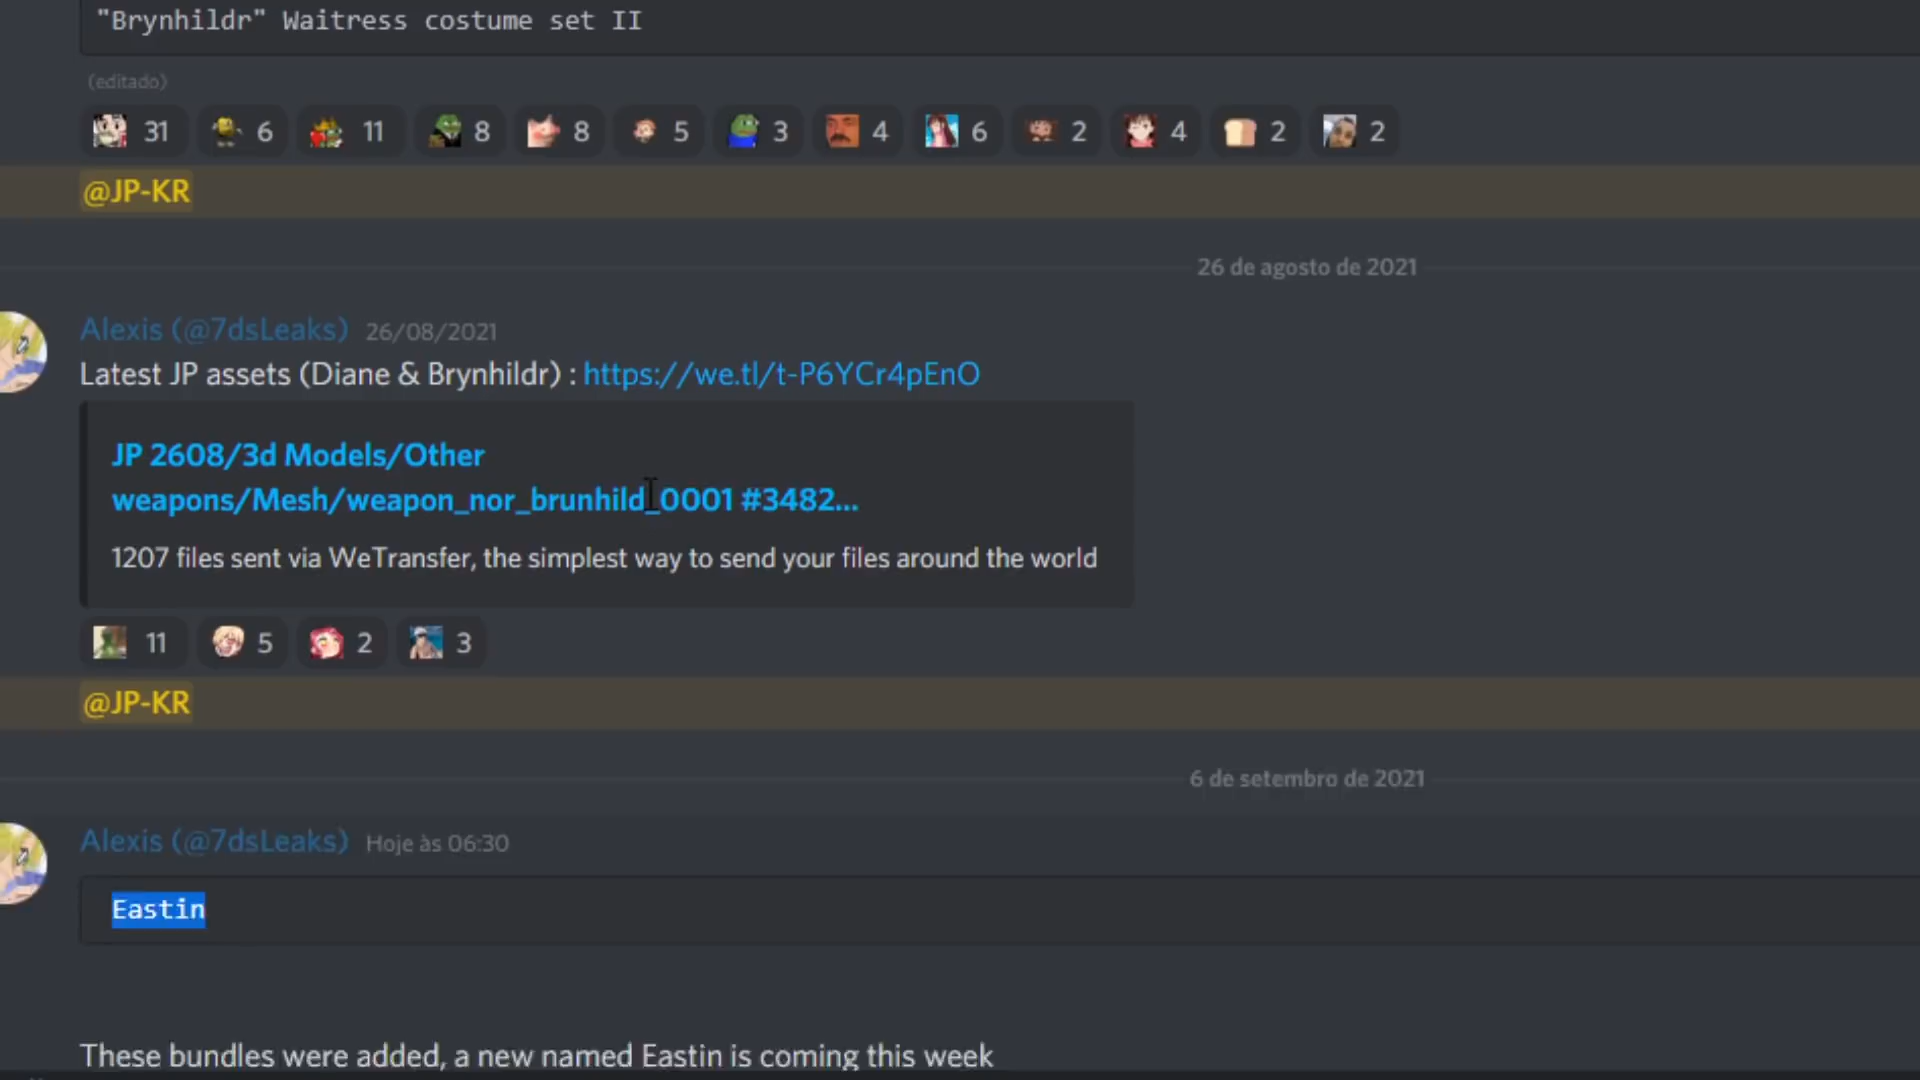 "Brynhildr" Waitress costume set II
(editado)
31 6 11 8 8 5 3 4 6 2 4 2 2
@JP-KR
26 de agosto de 2021
Alexis (@7dsLeaks) 26/08/2021
Latest JP assets (Diane & Brynhildr) : https://we.tl/t-P6YCr4pEnO
JP 2608/3d Models/Other
weapons/Mesh/weapon_nor_brunhild_0001 #3482...
1207 files sent via WeTransfer, the simplest way to send your files around the world
11 5 2 3
@JP-KR
6 de setembro de 2021
Alexis (@7dsLeaks) Hoje às 06:30
Eastin
These bundles were added, a new named Eastin is coming this week